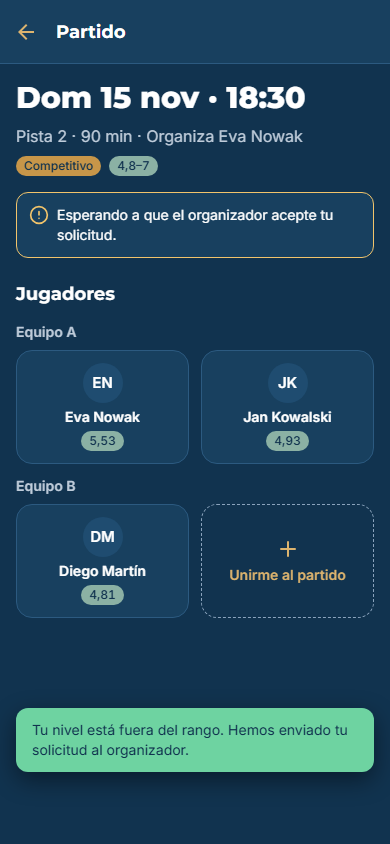 Partido
Dom 15 nov · 18:30
Pista 2 · 90 min · Organiza Eva Nowak
Competitivo 4,8–7
Esperando a que el organizador acepte tu
solicitud.
Jugadores
Equipo A
EN
Eva Nowak
5,53
JK
Jan Kowalski
4,93
Equipo B
DM
Diego Martín
4,81
Unirme al partido
Tu nivel está fuera del rango. Hemos enviado tu
solicitud al organizador.